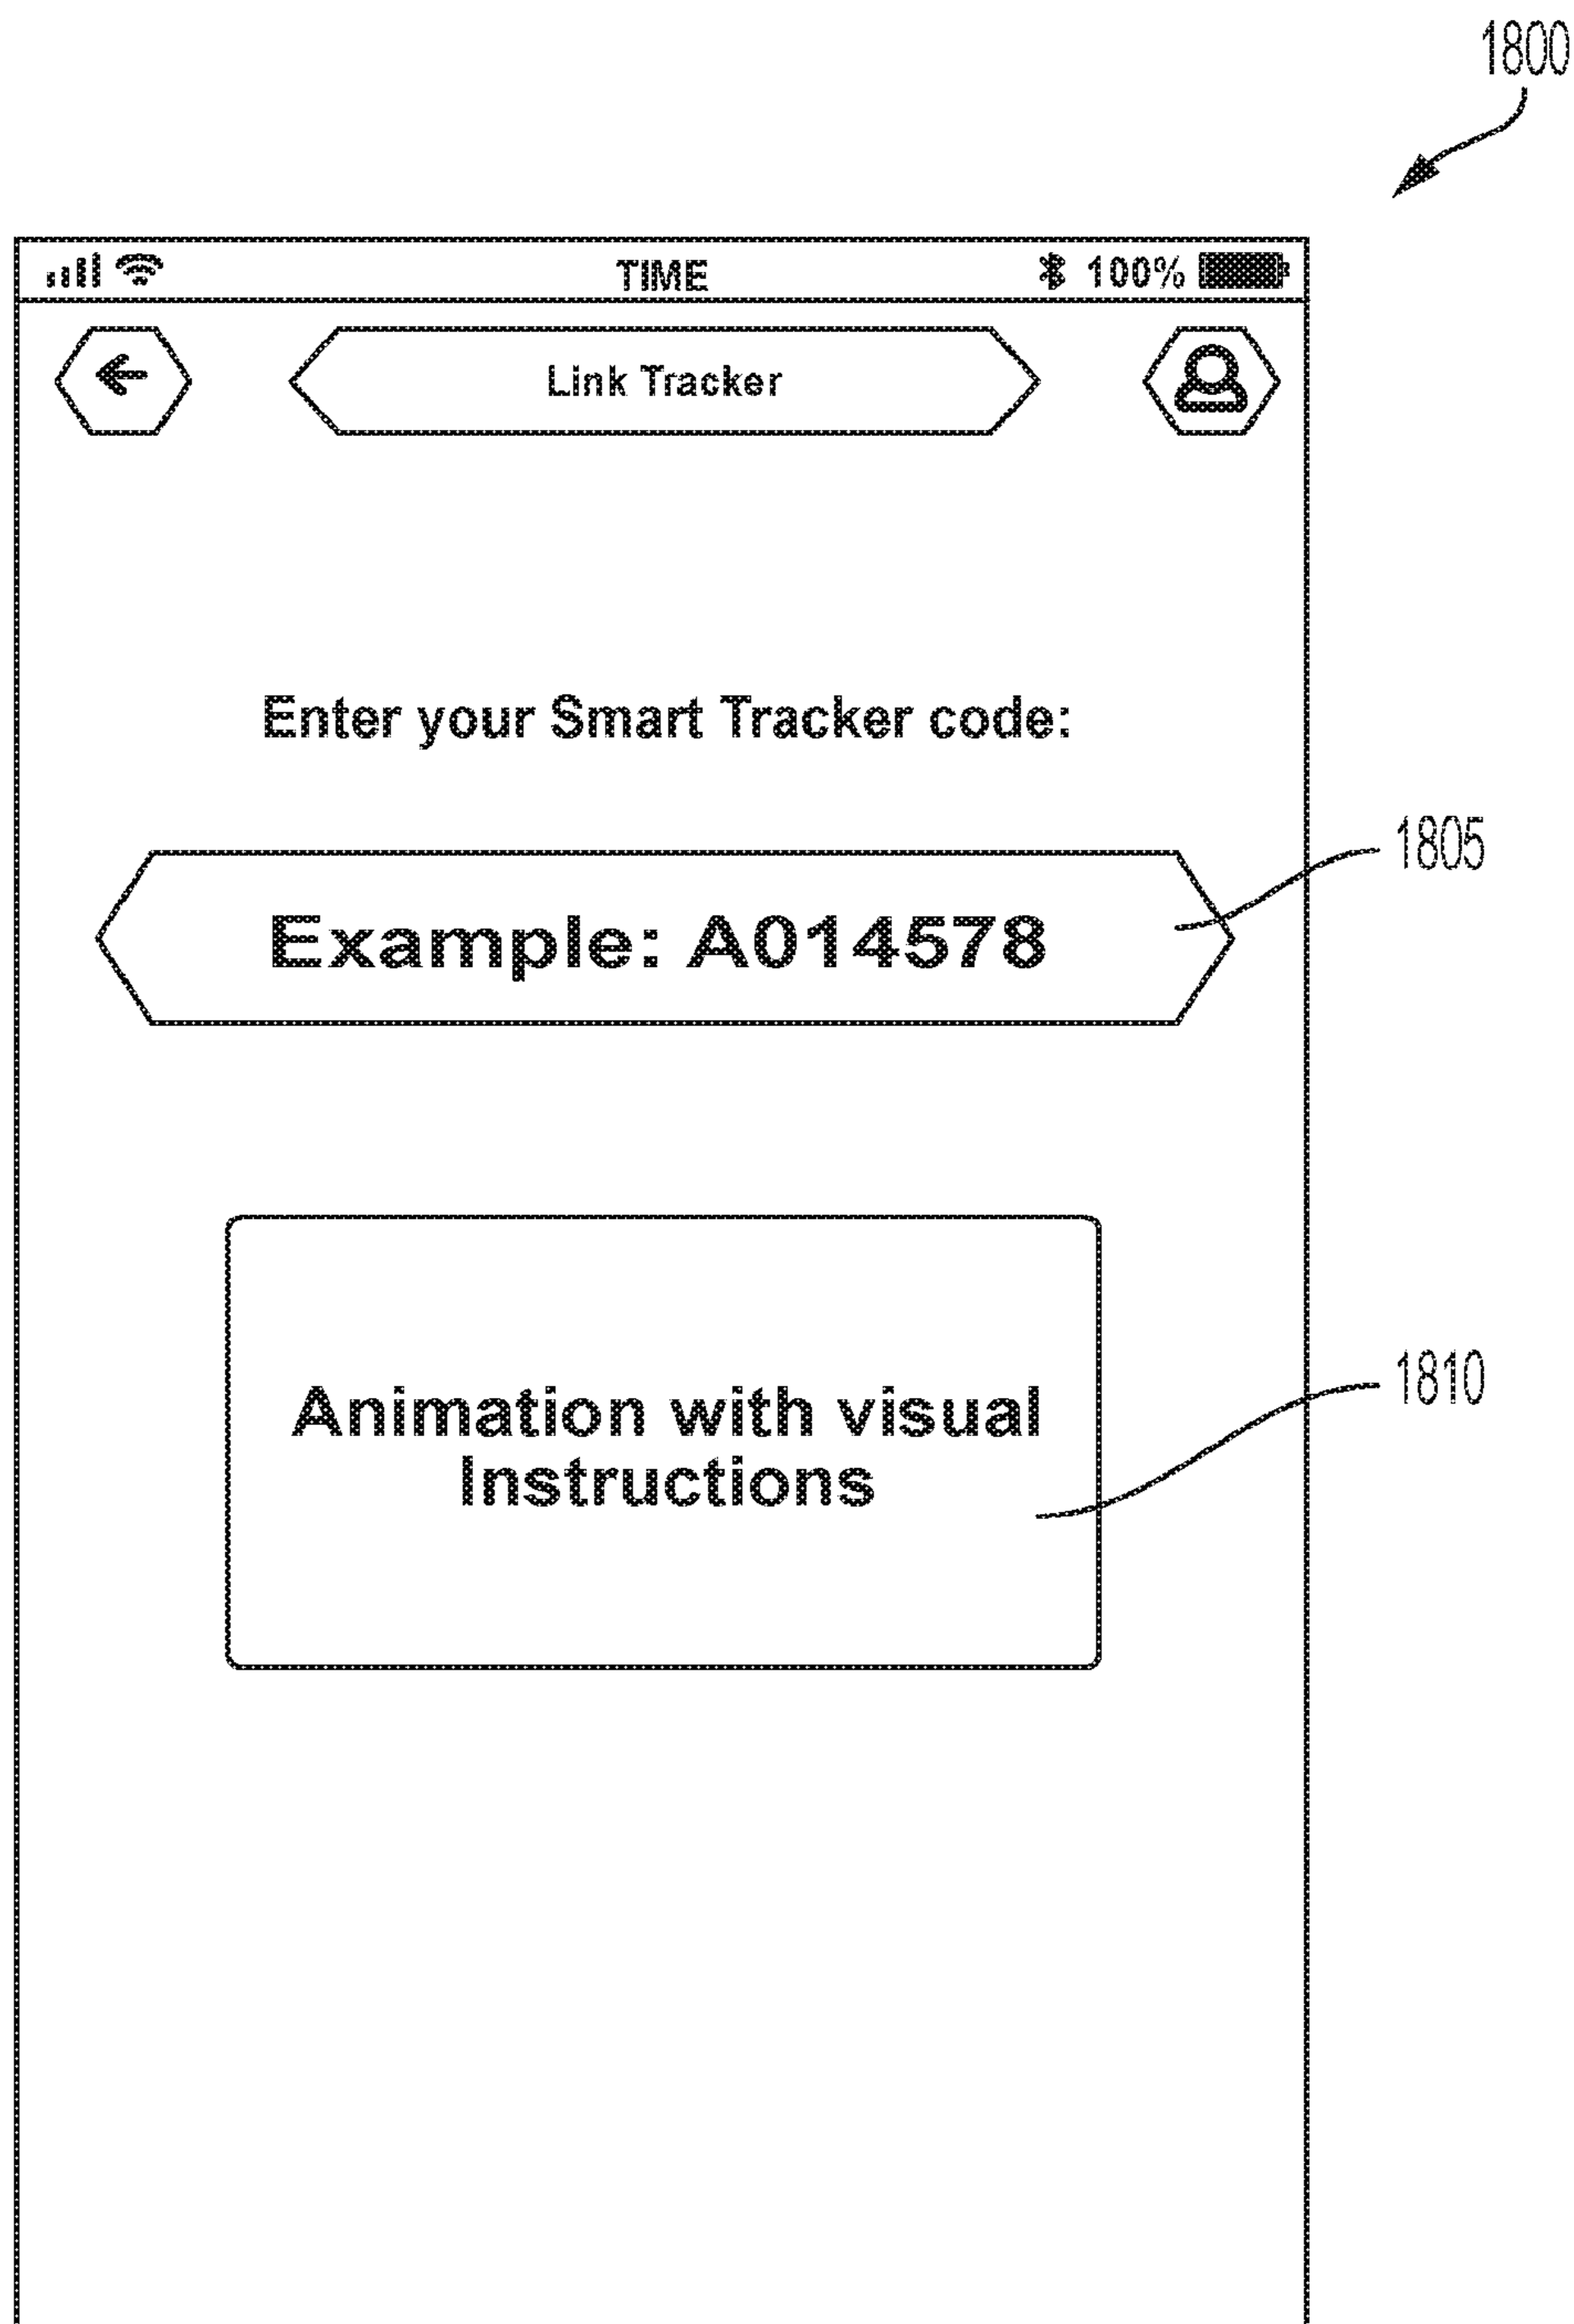 1800
TIME
100%
Link Tracker
Enter your Smart Tracker code:
Example: A014578
1805
Animation with visual
Instructions
1810